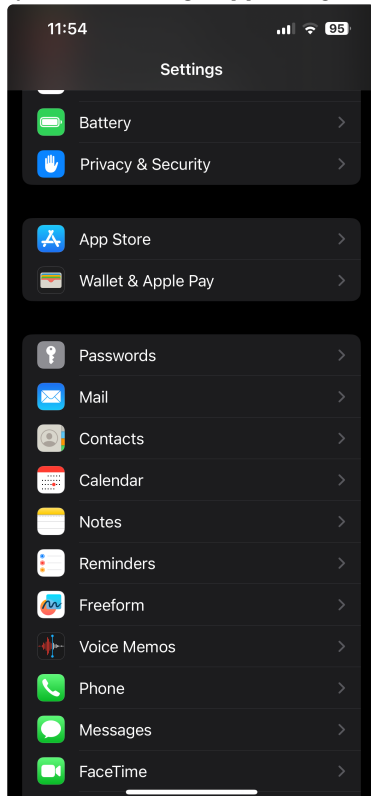 11:54
95
Settings
Battery
Privacy & Security
App Store
Wallet & Apple Pay
Passwords
Mail
Contacts
Calendar
Notes
Reminders
Freeform
Voice Memos
Phone
Messages
FaceTime